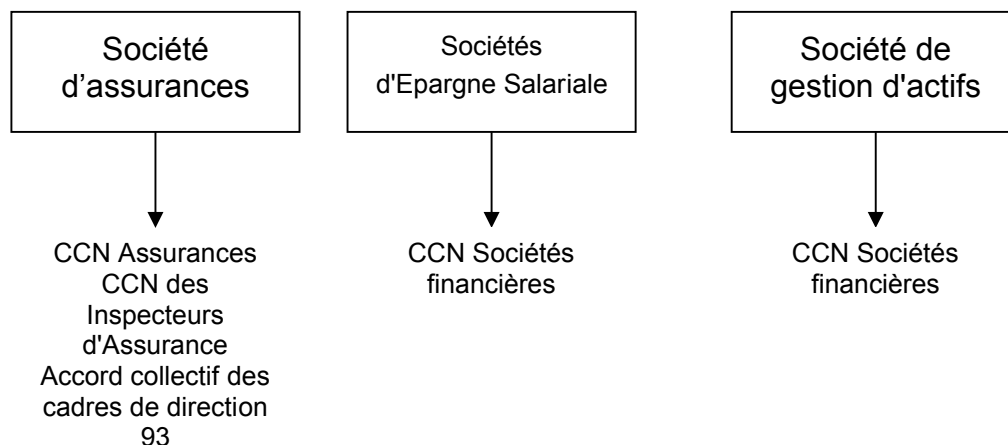 Société
d’assurances
Sociétés
d'Epargne Salariale
Société de
gestion d'actifs
CCN Assurances
CCN des
Inspecteurs
d'Assurance
Accord collectif des
cadres de direction
93
CCN Sociétés
financières
CCN Sociétés
financières